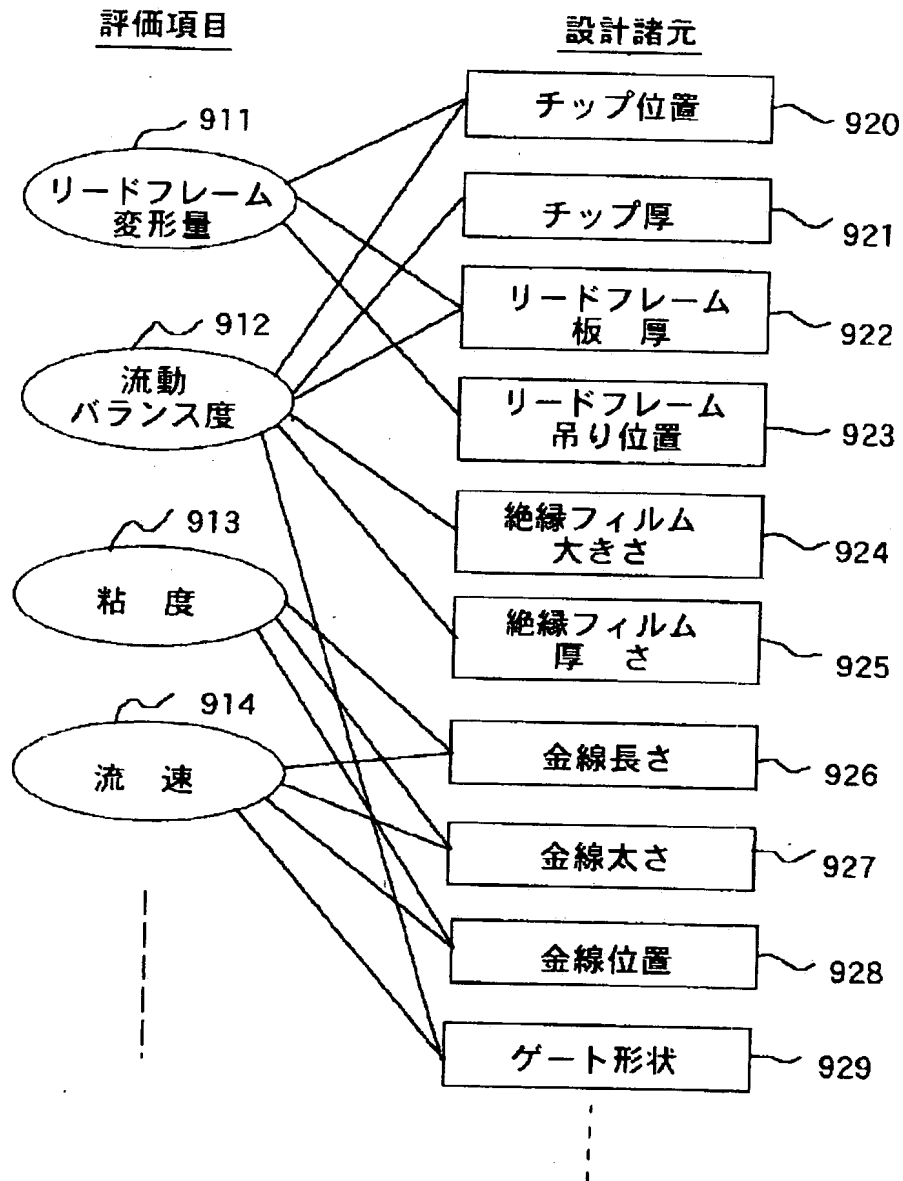 評価項目
設計諸元
911
リードフレーム
変形量
912
流動
バランス度
913
粘 度
914
流 速
チップ位置
920
チップ厚
921
リードフレーム
板 厚
922
リードフレーム
吊り位置
923
絶縁フィルム
大きさ
924
絶縁フィルム
厚 さ
925
金線長さ
926
金線太さ
927
金線位置
928
ゲート形状
929